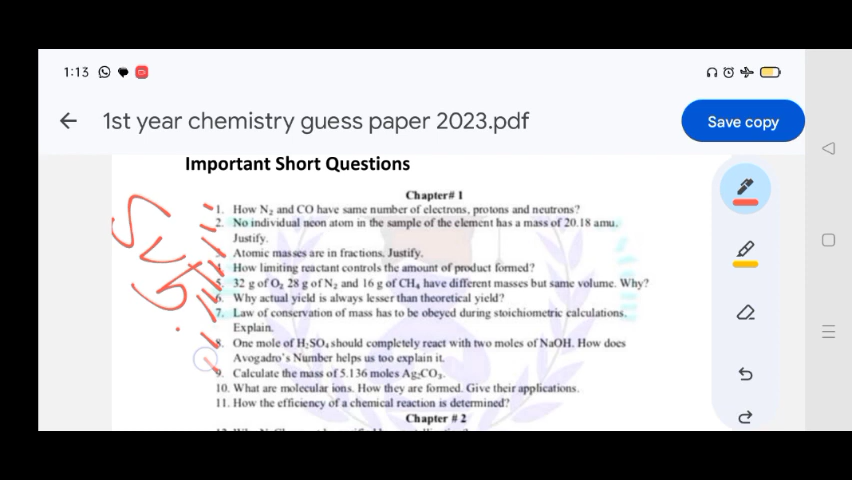 1:13
1st year chemistry guess paper 2023.pdf
Save copy
Important Short Questions
Chapter# 1
1. How N₂ and CO have same number of electrons, protons and neutrons?
2. No individual neon atom in the sample of the element has a mass of 20.18 amu.
Justify.
3. Atomic masses are in fractions. Justify.
4. How limiting reactant controls the amount of product formed?
5. 32 g of O₂ 28 g of N₂ and 16 g of CH₄ have different masses but same volume. Why?
6. Why actual yield is always lesser than theoretical yield?
7. Law of conservation of mass has to be obeyed during stoichiometric calculations.
Explain.
8. One mole of H₂SO₄ should completely react with two moles of NaOH. How does
Avogadro's Number helps us too explain it.
9. Calculate the mass of 5.136 moles Ag₂CO₃.
10. What are molecular ions. How they are formed. Give their applications.
11. How the efficiency of a chemical reaction is determined?
Chapter # 2